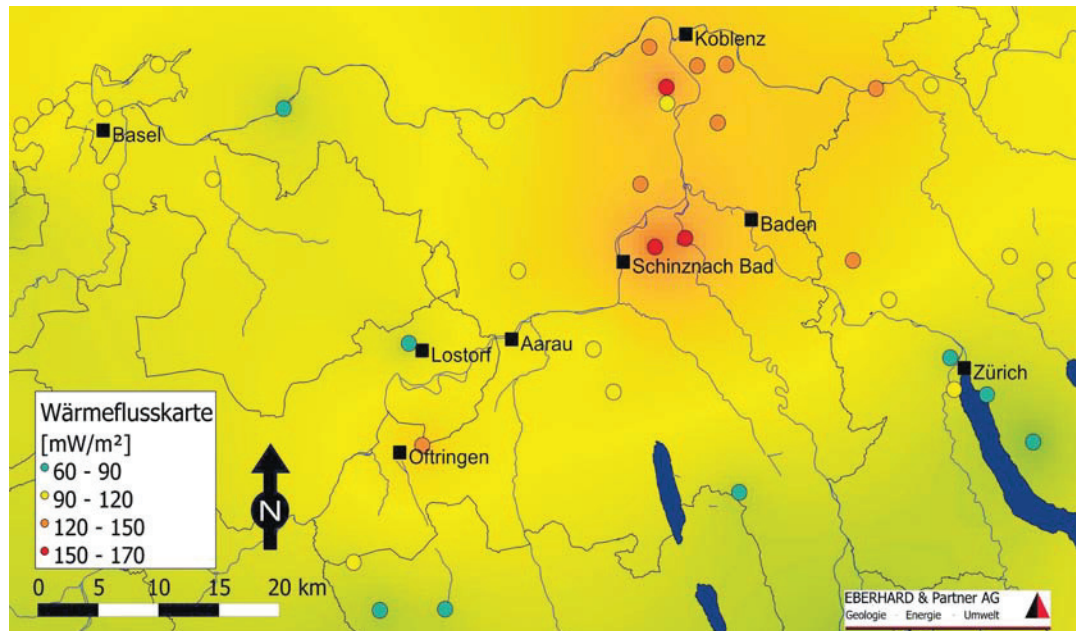 Koblenz
Basel
Baden
Schinznach Bad
Aarau
Lostorf
Zürich
Oftringen
Wärmeflusskarte
[mW/m²]
60 - 90
90 - 120
120 - 150
150 - 170
N
0 5 10 15 20 km
EBERHARD & Partner AG
Geologie · Energie · Umwelt